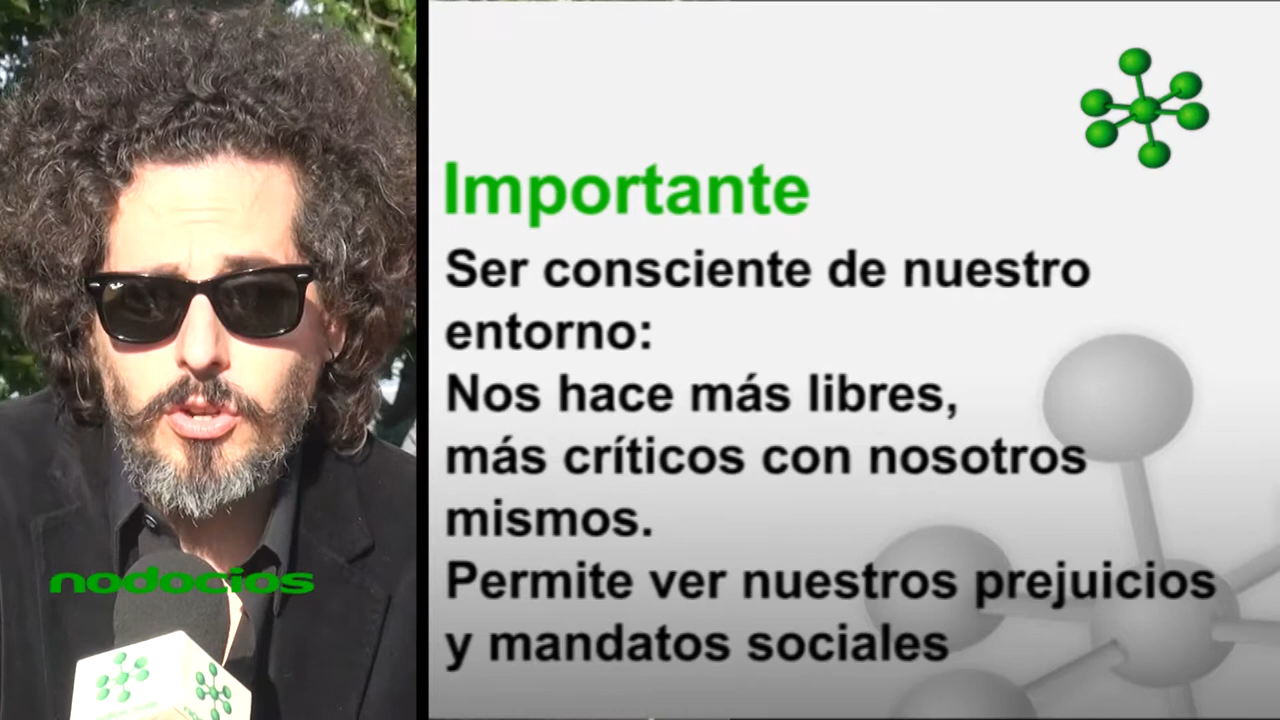 Importante
Ser consciente de nuestro
entorno:
Nos hace más libres,
más críticos con nosotros
mismos.
Permite ver nuestros prejuicios
y mandatos sociales
nodocios